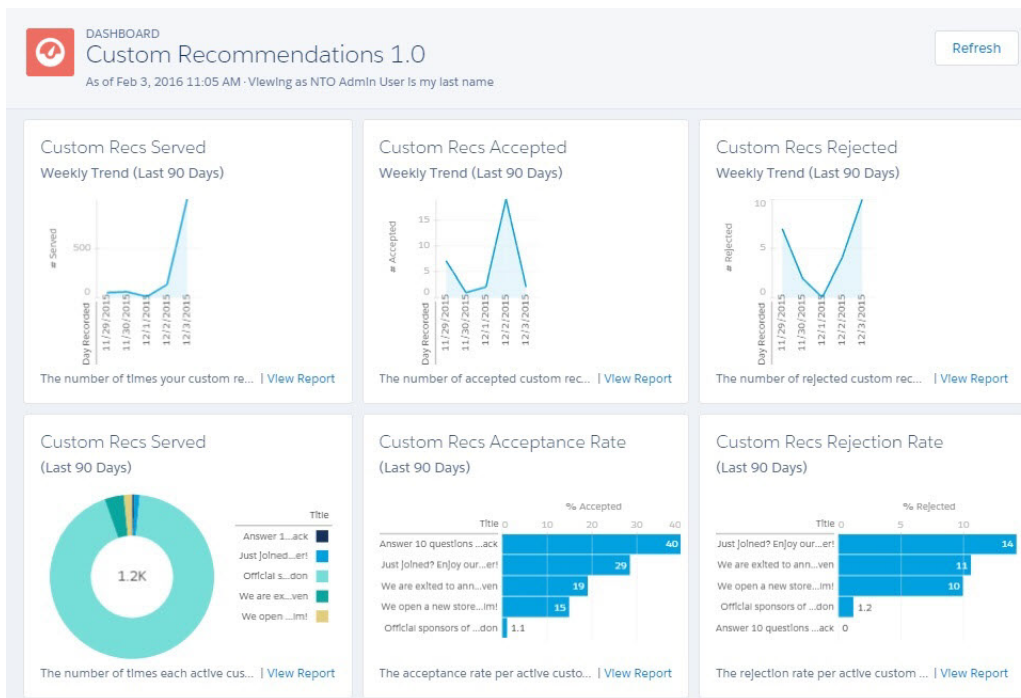 DASHBOARD
Custom Recommendations 1.0
As of Feb 3, 2016 11:05 AM·Viewing as NTO Admin User is my last name
Refresh
Custom Recs Served
Weekly Trend (Last 90 Days)
# Served
500
0
Day Recorded
11/29/2015
11/30/2015
12/1/2015
12/2/2015
12/3/2015
The number of times your custom re... | View Report
Custom Recs Accepted
Weekly Trend (Last 90 Days)
# Accepted
15
10
5
0
Day Recorded
11/29/2015
11/30/2015
12/1/2015
12/2/2015
12/3/2015
The number of accepted custom rec... | View Report
Custom Recs Rejected
Weekly Trend (Last 90 Days)
# Rejected
10
5
0
Day Recorded
11/29/2015
11/30/2015
12/1/2015
12/2/2015
12/3/2015
The number of rejected custom rec... | View Report
Custom Recs Served
(Last 90 Days)
1.2K
Title
Answer 1...ack
Just joined...er!
Official s...don
We are ex...ven
We open ...im!
The number of times each active cus... | View Report
Custom Recs Acceptance Rate
(Last 90 Days)
% Accepted
Title 0 10 20 30 40
Answer 10 questions ...ack 40
Just joined? Enjoy our...er! 29
We are exited to ann...ven 19
We open a new store...im! 15
Official sponsors of ...don 1.1
The acceptance rate per active custo... | View Report
Custom Recs Rejection Rate
(Last 90 Days)
% Rejected
Title 0 5 10
Just joined? Enjoy our...er! 14
We are exited to ann...ven 11
We open a new store...im! 10
Official sponsors of ...don 1.2
Answer 10 questions ...ack 0
The rejection rate per active custom ... | View Report